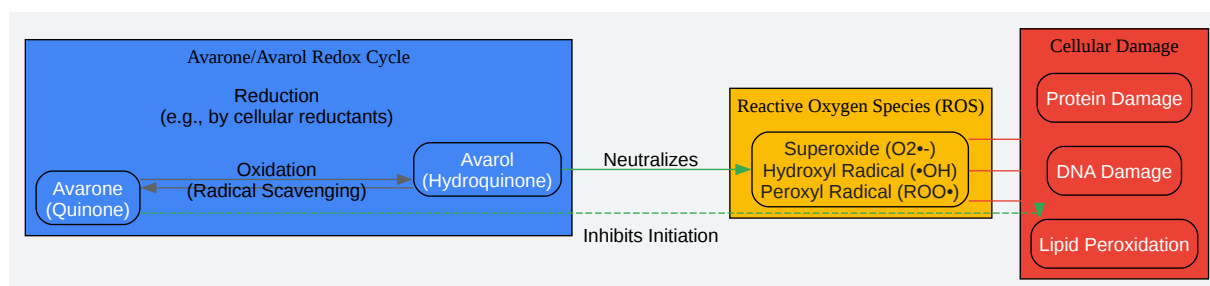 Avarone/Avarol Redox Cycle
Reduction
(e.g., by cellular reductants)
Oxidation
(Radical Scavenging)
Avarone
(Quinone)
Avarol
(Hydroquinone)
Neutralizes
Inhibits Initiation
Reactive Oxygen Species (ROS)
Superoxide (O2•-)
Hydroxyl Radical (•OH)
Peroxyl Radical (ROO•)
Cellular Damage
Protein Damage
DNA Damage
Lipid Peroxidation